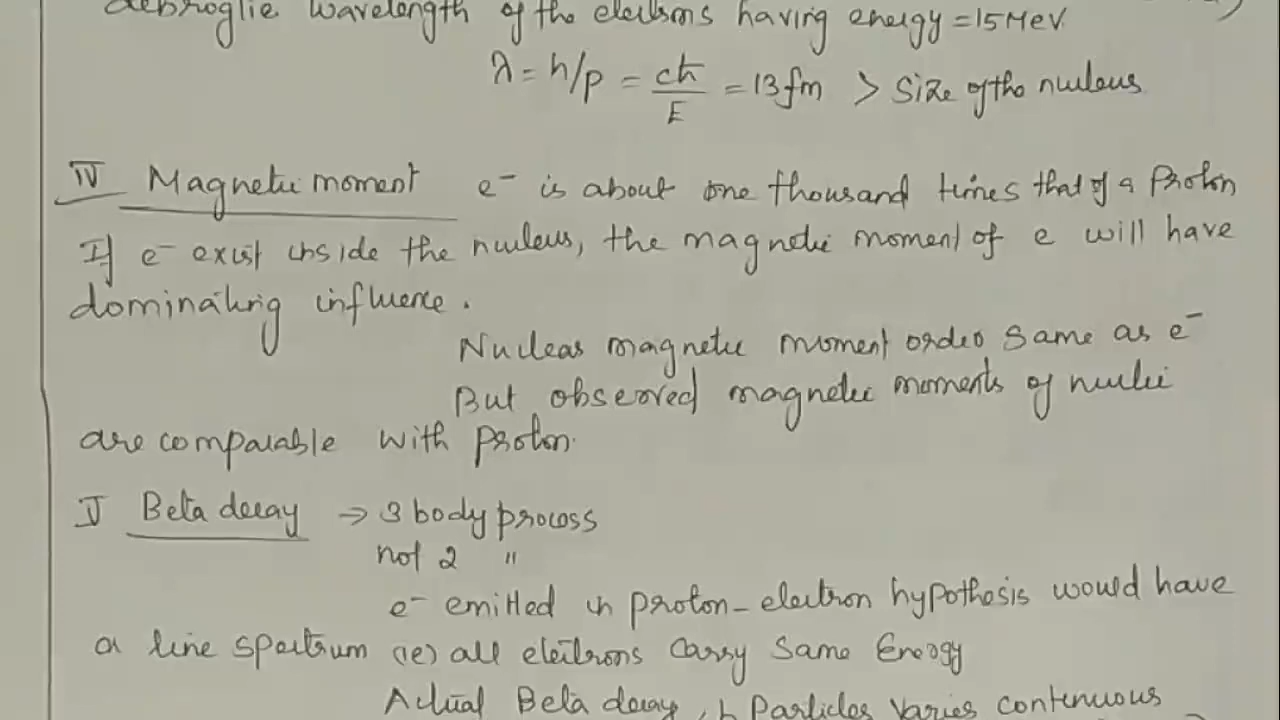 debroglie wavelength of the electrons having energy = 15 MeV.
λ = h/p = cħ/E = 13 fm > Size of the nucleus
IV Magnetic moment e⁻ is about one thousand times that of a Proton
If e⁻ exist inside the nucleus, the magnetic moment of e will have
dominating influence.
Nuclear magnetic moment order same as e⁻
But observed magnetic moments of nuclei
are comparable with proton.
V Beta decay → 3 body process
not 2 "
e⁻ emitted in proton-electron hypothesis would have
a line spectrum (ie) all electrons carry same Energy
Actual Beta decay, Particles Varies continuous